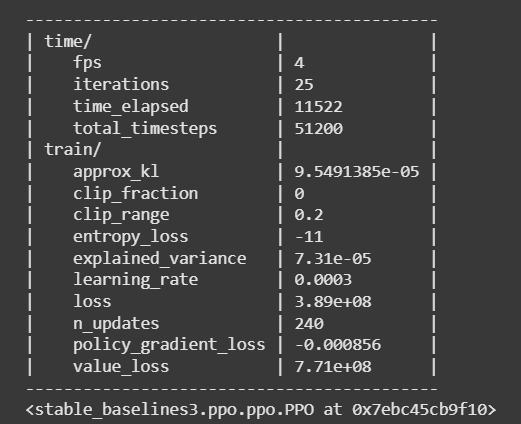 --------------------------------------------
| time/                   |               |
|    fps                  | 4             |
|    iterations           | 25            |
|    time_elapsed         | 11522         |
|    total_timesteps      | 51200         |
| train/                  |               |
|    approx_kl            | 9.5491385e-05 |
|    clip_fraction        | 0             |
|    clip_range           | 0.2           |
|    entropy_loss         | -11           |
|    explained_variance   | 7.31e-05      |
|    learning_rate        | 0.0003        |
|    loss                 | 3.89e+08      |
|    n_updates            | 240           |
|    policy_gradient_loss | -0.000856     |
|    value_loss           | 7.71e+08      |
--------------------------------------------
<stable_baselines3.ppo.ppo.PPO at 0x7ebc45cb9f10>